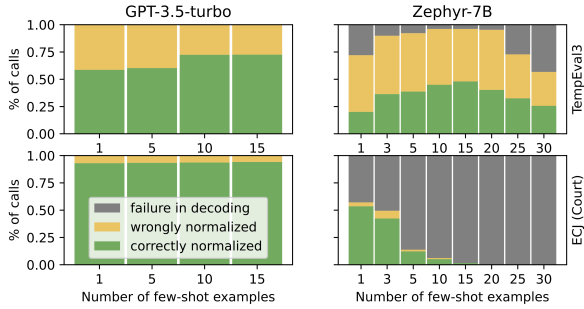 GPT-3.5-turbo
Zephyr-7B
1.00
0.75
0.50
0.25
0.00
% of calls
1 5 10 15
1 3 5 10 15 20 25 30
TempEval3
1.00
0.75
0.50
0.25
0.00
% of calls
failure in decoding
wrongly normalized
correctly normalized
1 5 10 15
Number of few-shot examples
1 3 5 10 15 20 25 30
Number of few-shot examples
ECJ (Court)